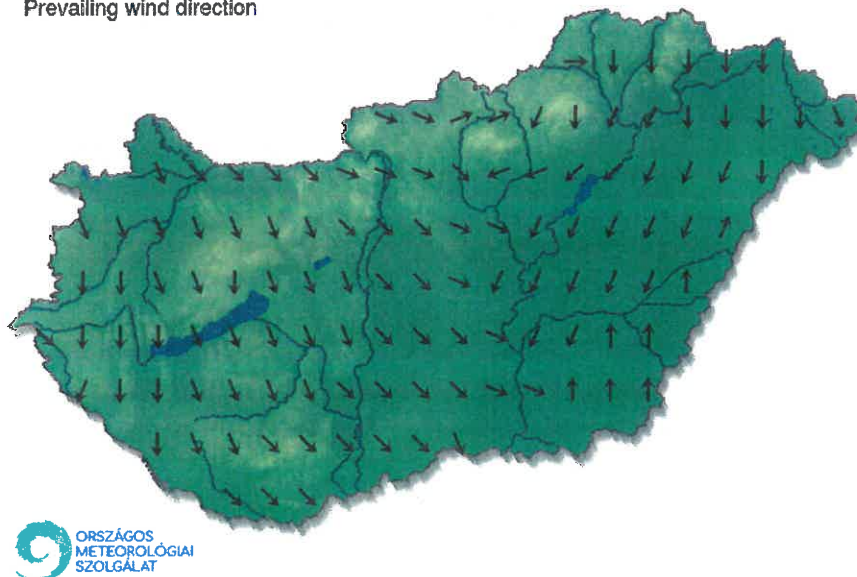 Prevailing wind direction
ORSZÁGOS
METEOROLÓGIAI
SZOLGÁLAT